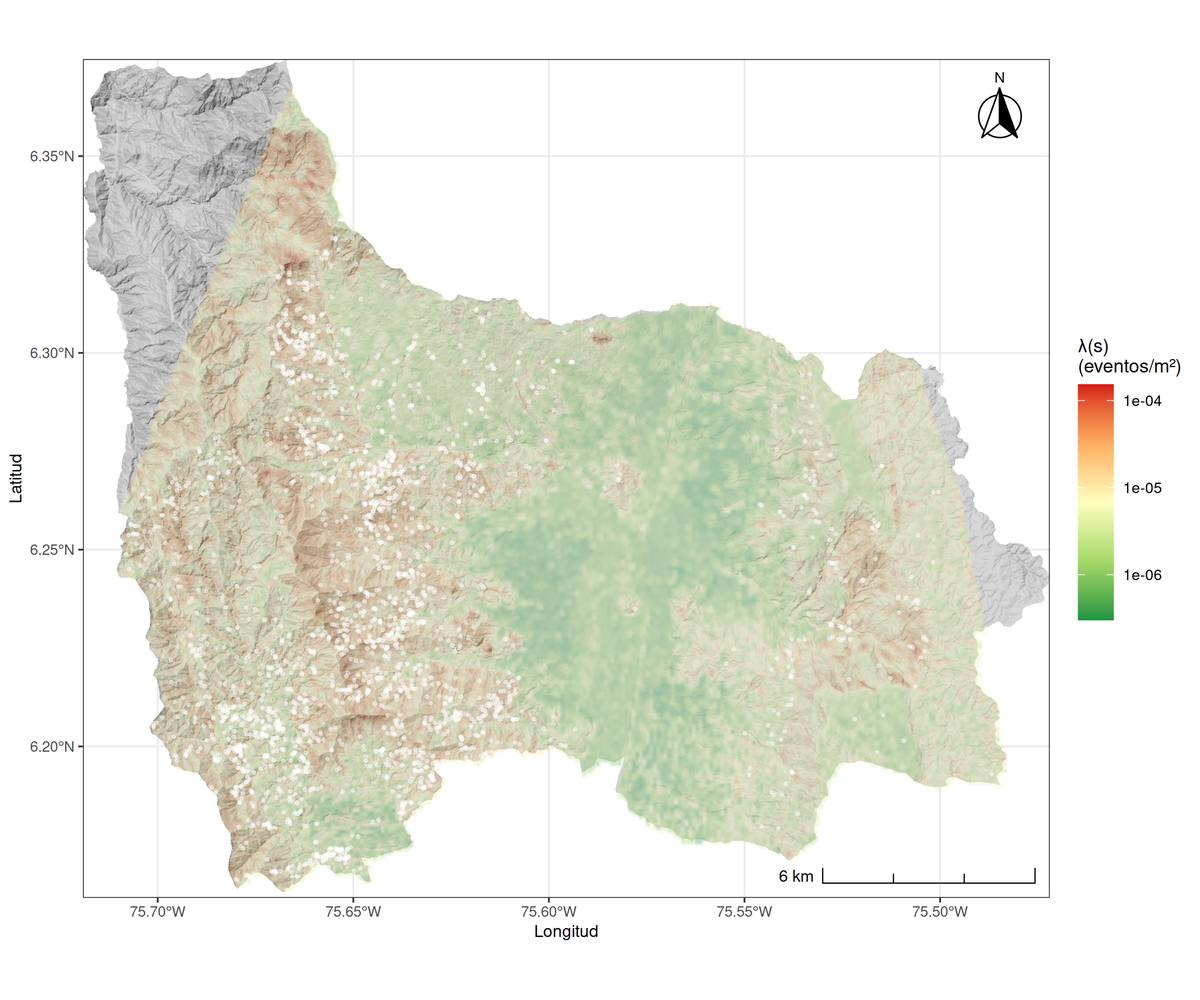 N
6.35°N
6.30°N
6.25°N
6.20°N
Latitud
75.70°W
75.65°W
75.60°W
75.55°W
75.50°W
Longitud
6 km
λ(s)
(eventos/m²)
1e-04
1e-05
1e-06